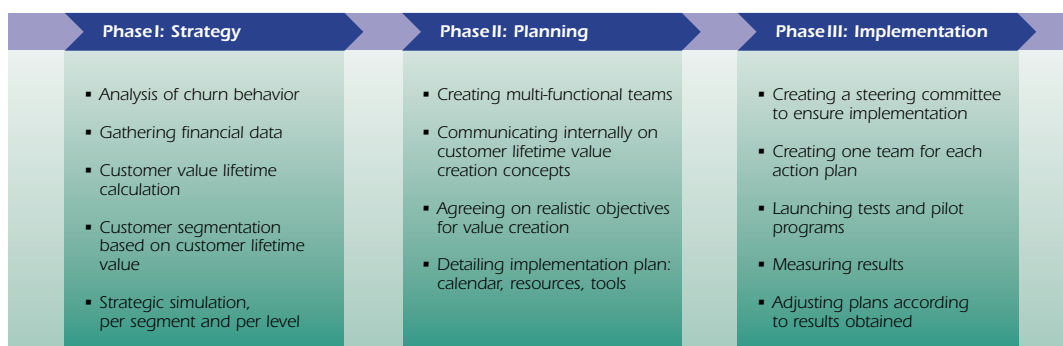 Phase I: Strategy
▪ Analysis of churn behavior
▪ Gathering financial data
▪ Customer value lifetime
calculation
▪ Customer segmentation
based on customer lifetime
value
▪ Strategic simulation,
per segment and per level
Phase II: Planning
▪ Creating multi-functional teams
▪ Communicating internally on
customer lifetime value
creation concepts
▪ Agreeing on realistic objectives
for value creation
▪ Detailing implementation plan:
calendar, resources, tools
Phase III: Implementation
▪ Creating a steering committee
to ensure implementation
▪ Creating one team for each
action plan
▪ Launching tests and pilot
programs
▪ Measuring results
▪ Adjusting plans according
to results obtained